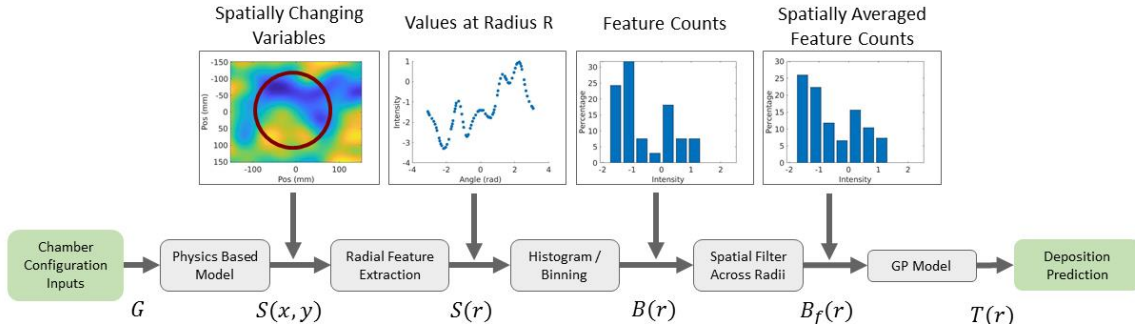 Spatially Changing
Variables
Values at Radius R
Feature Counts
Spatially Averaged
Feature Counts
-150
-100
-50
0
50
100
150
Pos (mm)
-100
0
100
Pos (mm)
1
0
-1
-2
-3
-4
Intensity
-4
-2
0
2
4
Angle (rad)
30
25
20
15
10
5
0
Percentage
-2
-1
0
1
2
Intensity
30
25
20
15
10
5
0
Percentage
-2
-1
0
1
2
Intensity
Chamber
Configuration
Inputs
Physics Based
Model
Radial Feature
Extraction
Histogram /
Binning
Spatial Filter
Across Radii
GP Model
Deposition
Prediction
G
S(x, y)
S(r)
B(r)
B_f(r)
T(r)